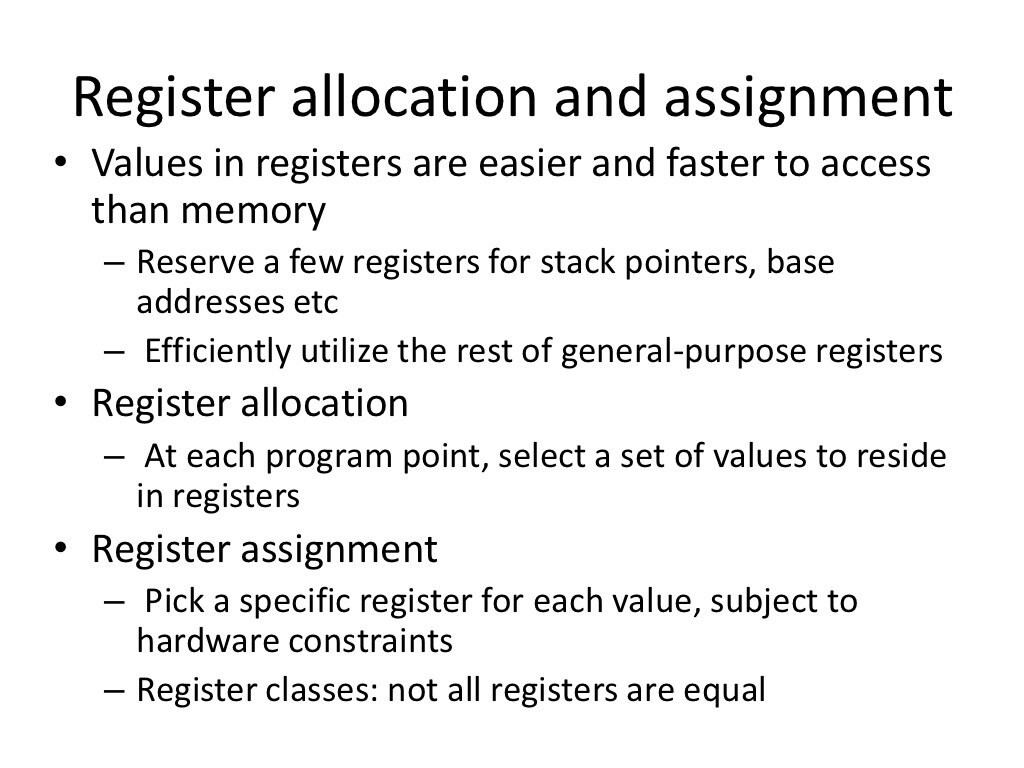 Register allocation and assignment
• Values in registers are easier and faster to access
than memory
– Reserve a few registers for stack pointers, base
addresses etc
– Efficiently utilize the rest of general-purpose registers
• Register allocation
– At each program point, select a set of values to reside
in registers
• Register assignment
– Pick a specific register for each value, subject to
hardware constraints
– Register classes: not all registers are equal